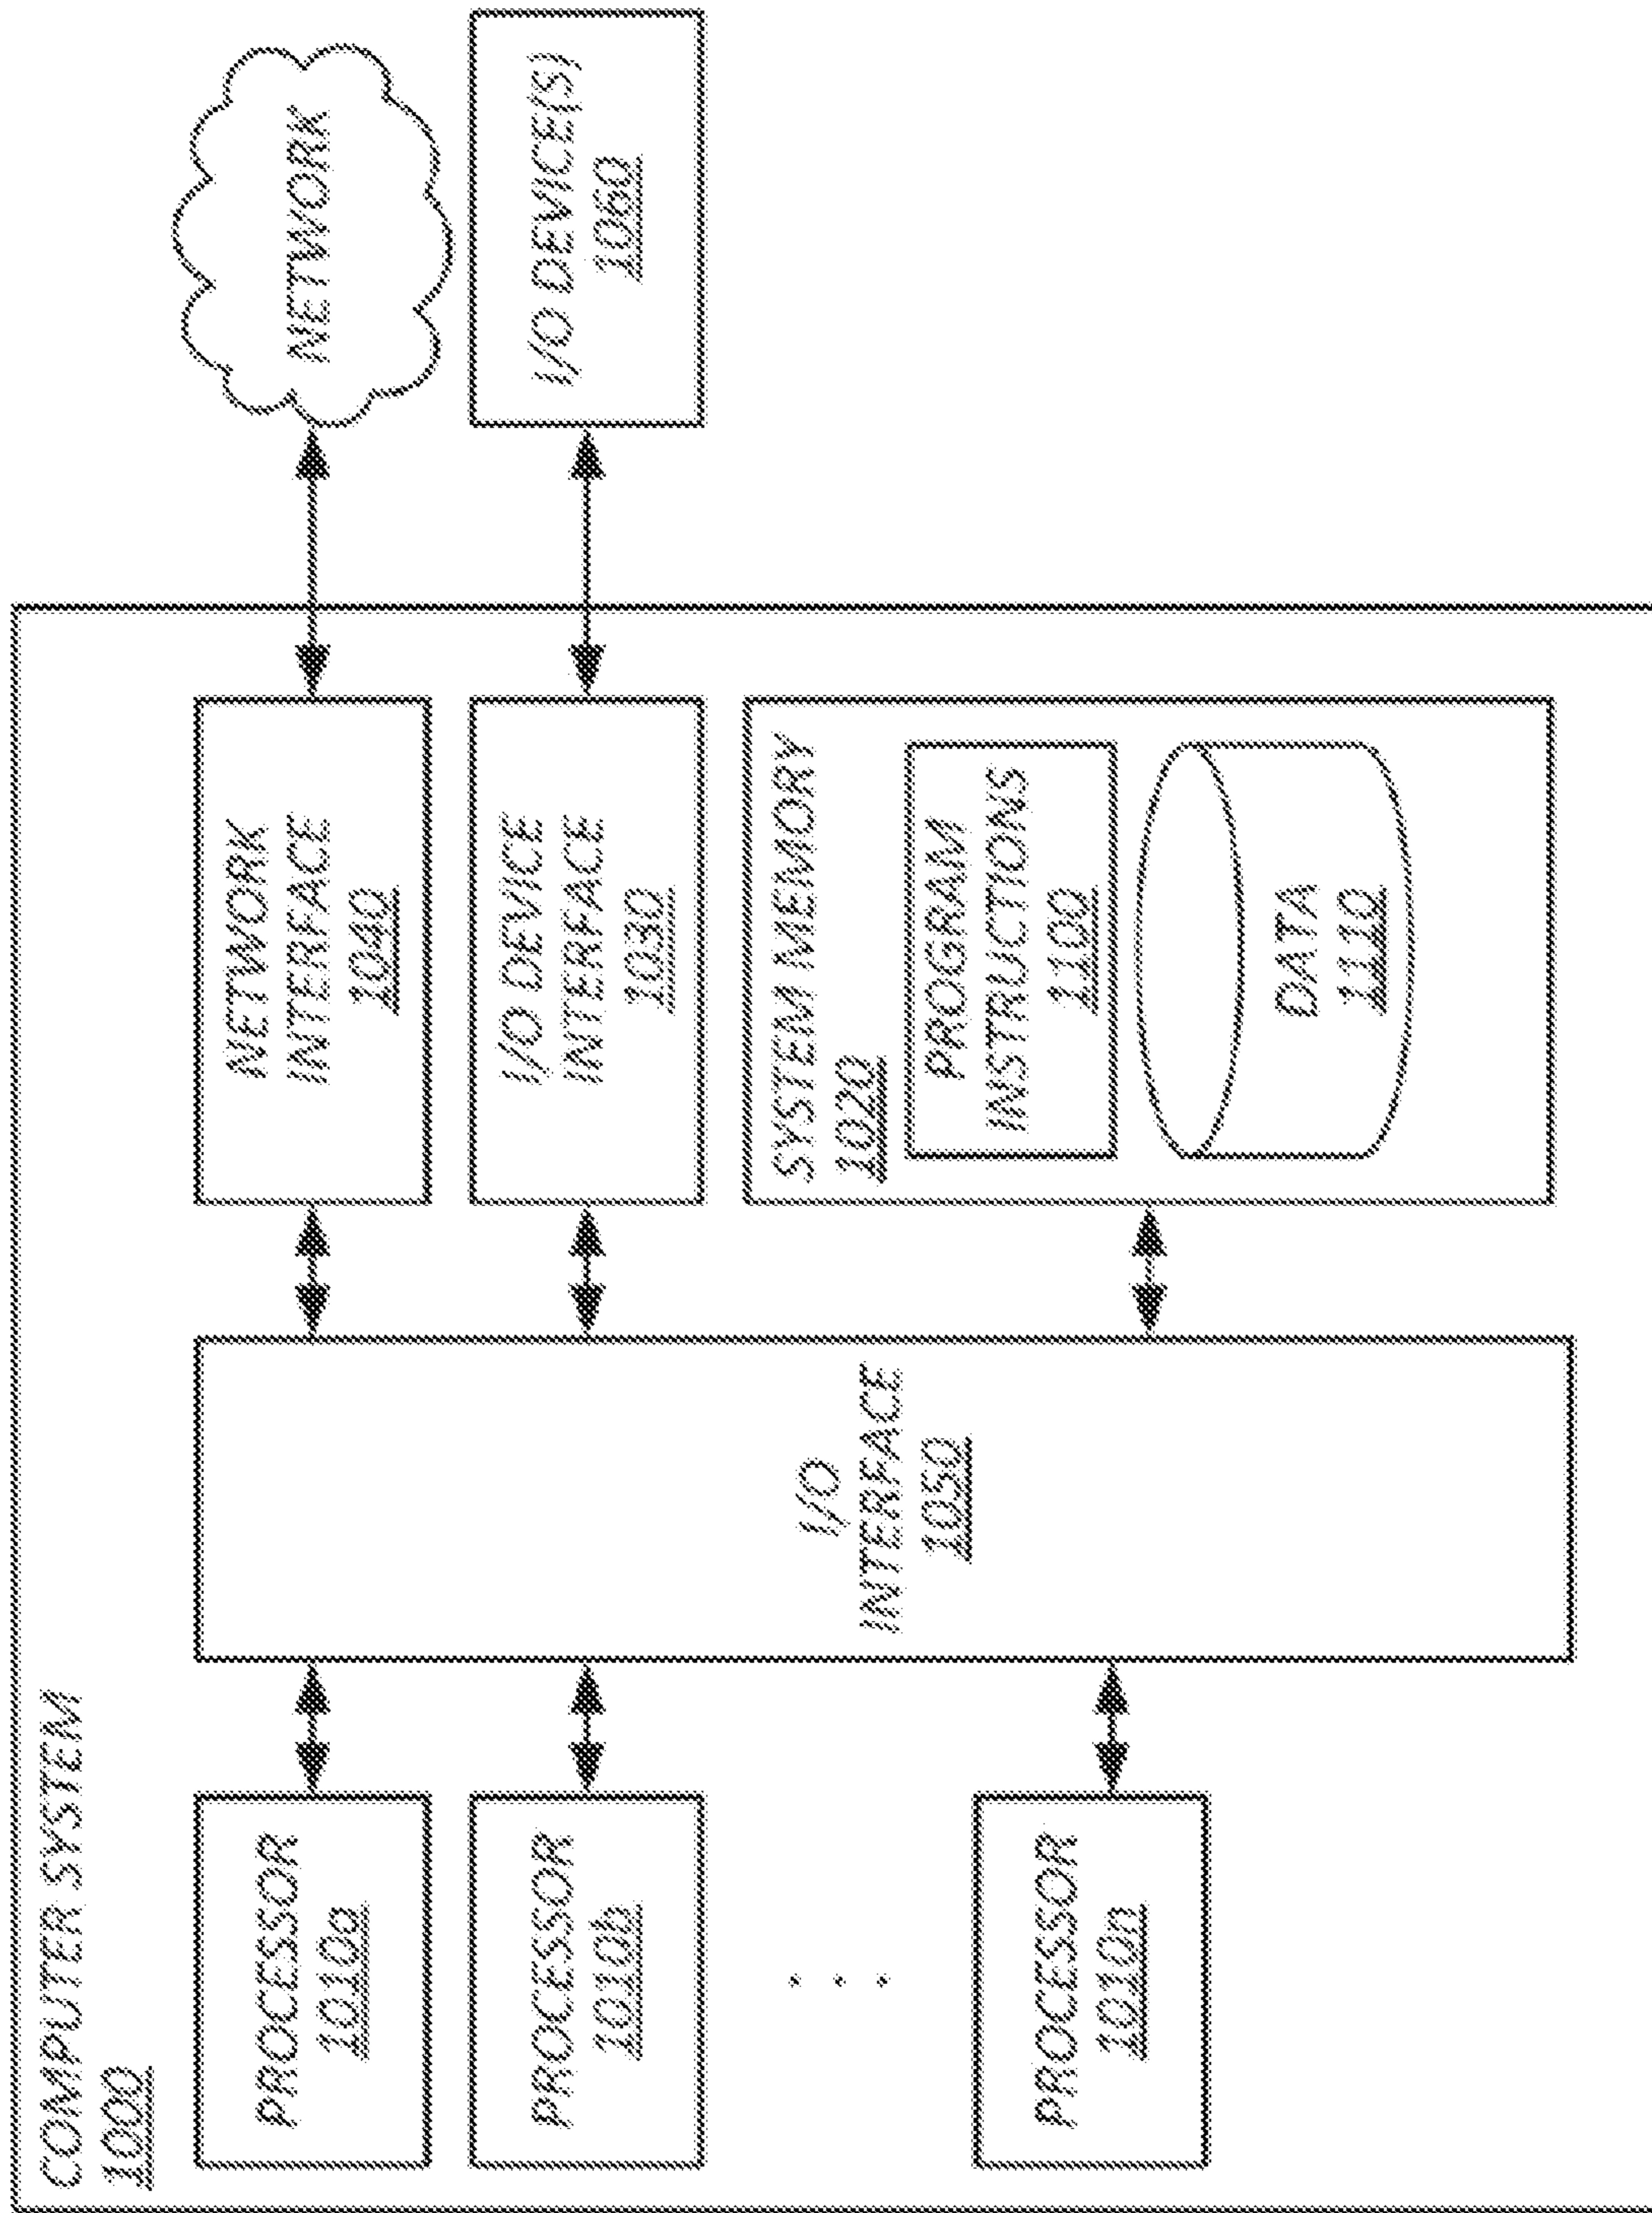 COMPUTER SYSTEM
1000
PROCESSOR
1010a
PROCESSOR
1010b
. . .
PROCESSOR
1010n
I/O
INTERFACE
1050
NETWORK
INTERFACE
1040
I/O DEVICE
INTERFACE
1030
SYSTEM MEMORY
1020
PROGRAM
INSTRUCTIONS
1100
DATA
1110
NETWORK
I/O DEVICE(S)
1060